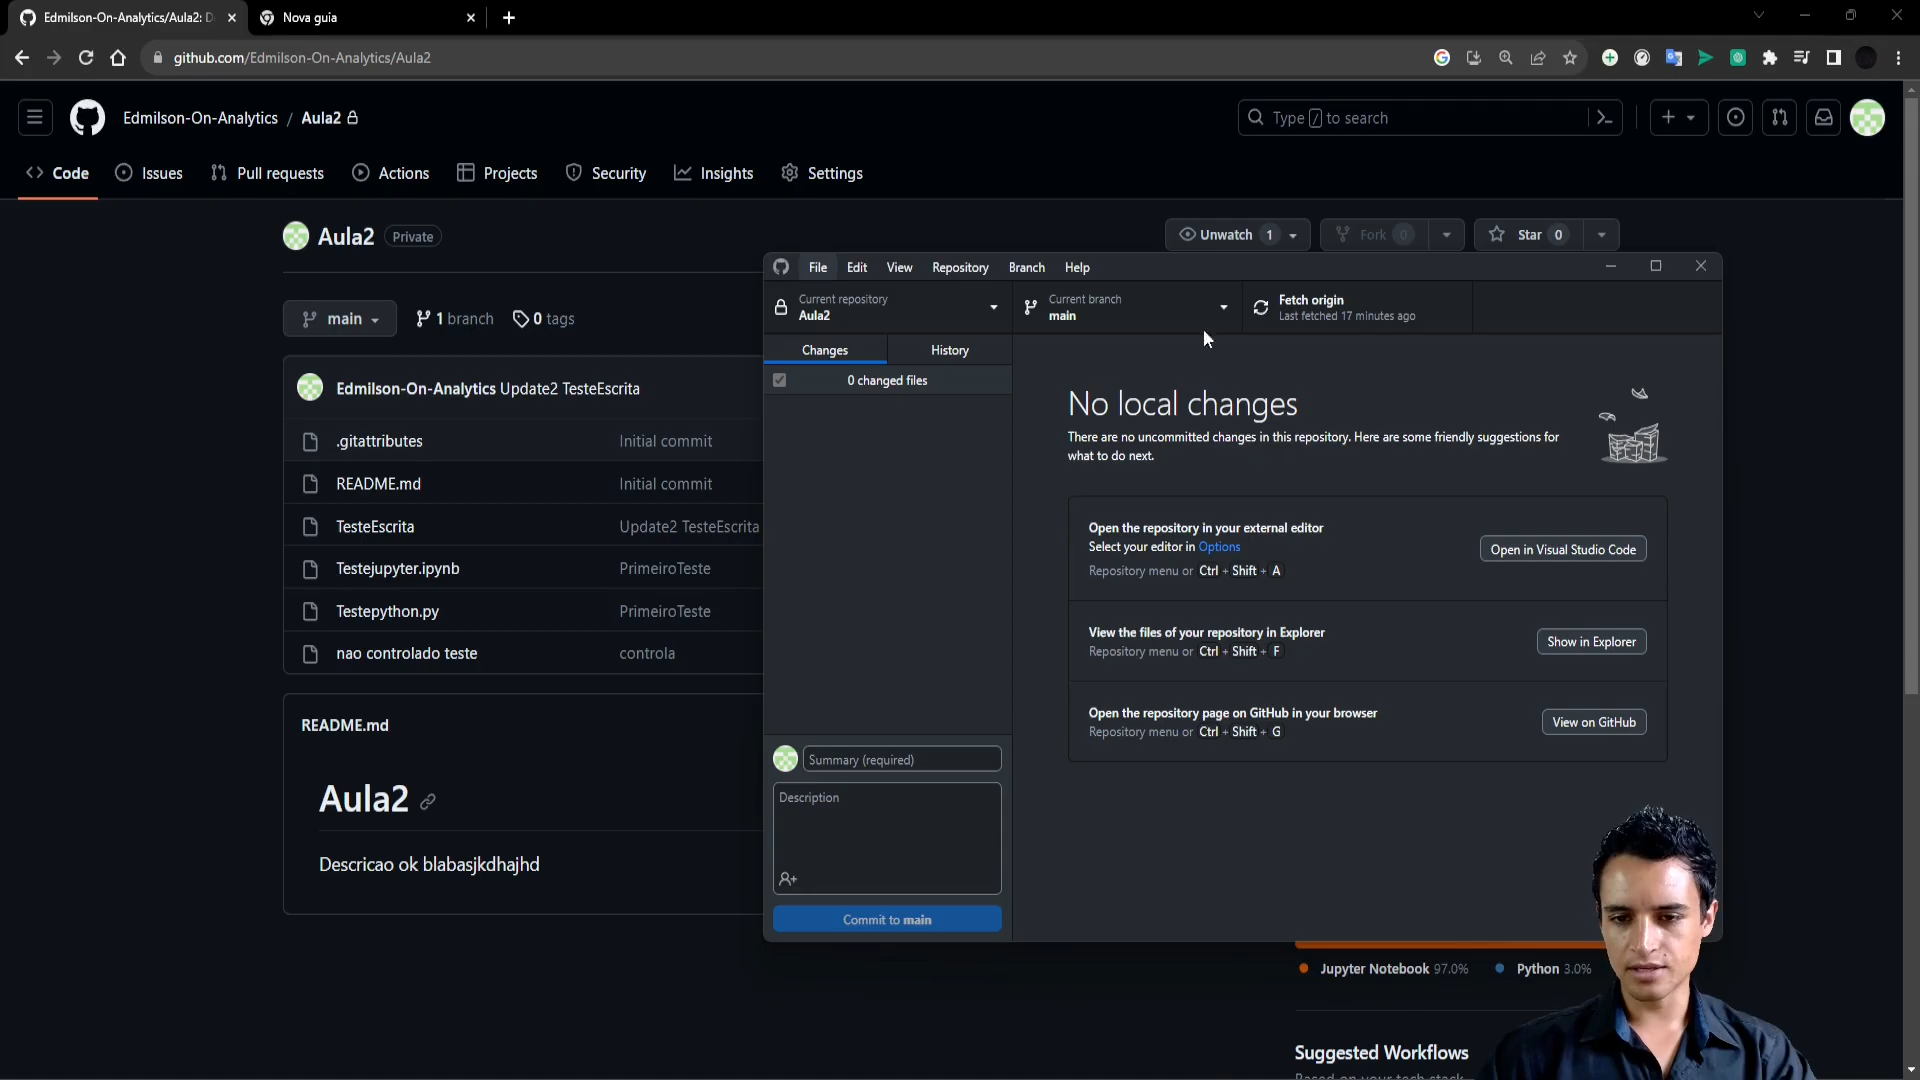 Edmilson-On-Analytics/Aula2: D
Nova guia
github.com/Edmilson-On-Analytics/Aula2
Edmilson-On-Analytics / Aula2
Type / to search
Code
Issues
Pull requests
Actions
Projects
Security
Insights
Settings
Aula2 Private
Unwatch 1
Fork 0
Star 0
main
1 branch
0 tags
Edmilson-On-Analytics Update2 TesteEscrita
.gitattributes Initial commit
README.md Initial commit
TesteEscrita Update2 TesteEscrita
Testejupyter.ipynb PrimeiroTeste
Testepython.py PrimeiroTeste
nao controlado teste controla
README.md
Aula2
Descricao ok blabasjkdhajhd
File Edit View Repository Branch Help
Current repository
Aula2
Current branch
main
Fetch origin
Last fetched 17 minutes ago
Changes
History
0 changed files
No local changes
There are no uncommitted changes in this repository. Here are some friendly suggestions for
what to do next.
Open the repository in your external editor
Select your editor in Options
Repository menu or Ctrl + Shift + A
Open in Visual Studio Code
View the files of your repository in Explorer
Repository menu or Ctrl + Shift + F
Show in Explorer
Open the repository page on GitHub in your browser
Repository menu or Ctrl + Shift + G
View on GitHub
Summary (required)
Description
Commit to main
Jupyter Notebook 97.0%
Python 3.0%
Suggested Workflows
Based on your tech stack